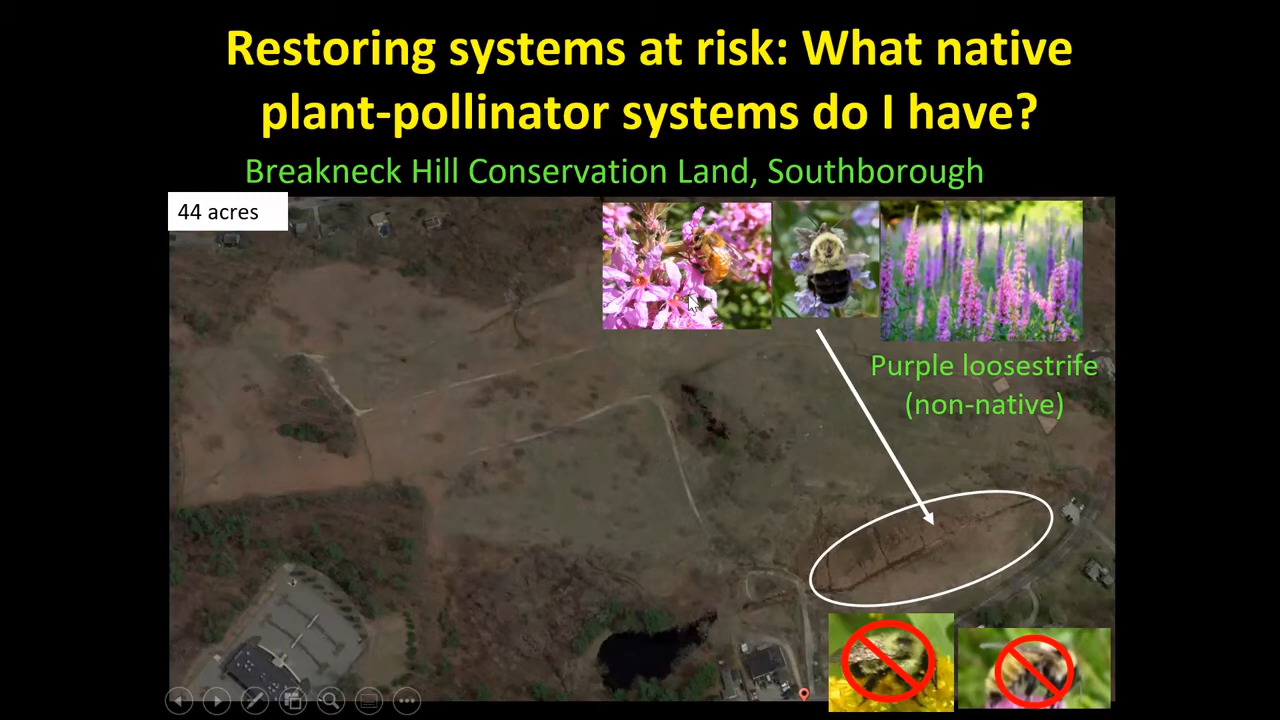 Restoring systems at risk: What native
plant-pollinator systems do I have?
Breakneck Hill Conservation Land, Southborough
44 acres
Purple loosestrife
(non-native)